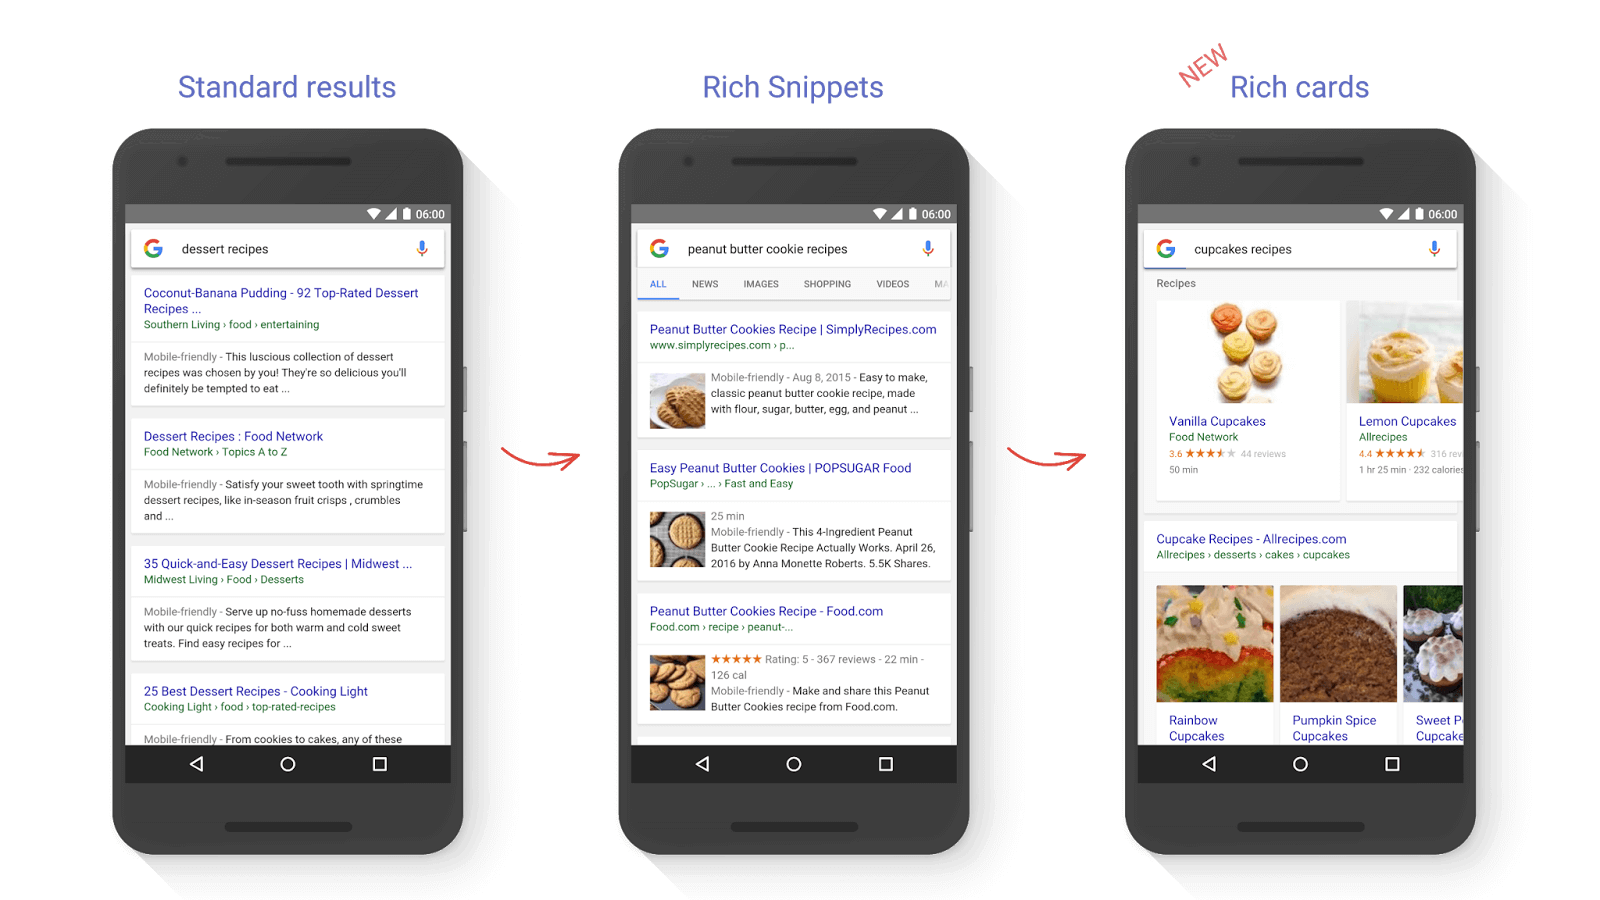 Standard results
06:00
dessert recipes
Coconut-Banana Pudding - 92 Top-Rated Dessert
Recipes ...
Southern Living › food › entertaining
Mobile-friendly - This luscious collection of dessert
recipes was chosen by you! They're so delicious you'll
definitely be tempted to eat ...
Dessert Recipes : Food Network
Food Network › Topics A to Z
Mobile-friendly - Satisfy your sweet tooth with springtime
dessert recipes, like in-season fruit crisps , crumbles
and ...
35 Quick-and-Easy Dessert Recipes | Midwest ...
Midwest Living › Food › Desserts
Mobile-friendly - Serve up no-fuss homemade desserts
with our quick recipes for both warm and cold sweet
treats. Find easy recipes for ...
25 Best Dessert Recipes - Cooking Light
Cooking Light › food › top-rated-recipes
Mobile-friendly - From cookies to cakes, any of these
Rich Snippets
06:00
peanut butter cookie recipes
ALL NEWS IMAGES SHOPPING VIDEOS MA
Peanut Butter Cookies Recipe | SimplyRecipes.com
www.simplyrecipes.com › p...
Mobile-friendly - Aug 8, 2015 - Easy to make,
classic peanut butter cookie recipe, made
with flour, sugar, butter, egg, and peanut ...
Easy Peanut Butter Cookies | POPSUGAR Food
PopSugar › ... › Fast and Easy
25 min
Mobile-friendly - This 4-Ingredient Peanut
Butter Cookie Recipe Actually Works. April 26,
2016 by Anna Monette Roberts. 5.5K Shares.
Peanut Butter Cookies Recipe - Food.com
Food.com › recipe › peanut-...
★★★★★ Rating: 5 - 367 reviews - 22 min -
126 cal
Mobile-friendly - Make and share this Peanut
Butter Cookies recipe from Food.com.
NEW
Rich cards
06:00
cupcakes recipes
Recipes
Vanilla Cupcakes
Food Network
3.6 44 reviews
50 min
Lemon Cupcakes
Allrecipes
4.4 316 revi
1 hr 25 min · 232 calories
Cupcake Recipes - Allrecipes.com
Allrecipes › desserts › cakes › cupcakes
Rainbow
Cupcakes
Pumpkin Spice
Cupcakes
Sweet P
Cupcake